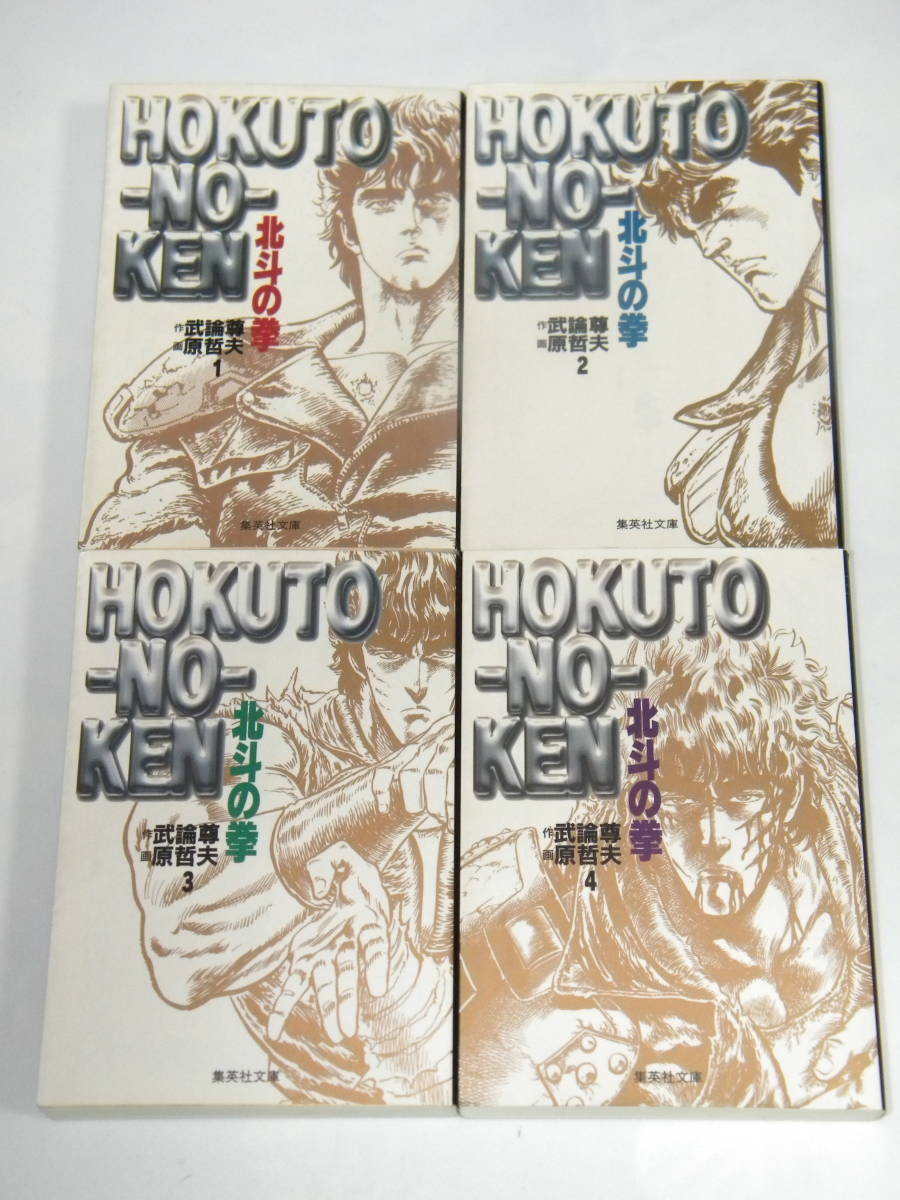 HOKUTO
-NO-
KEN
北斗の拳
作 武論尊
画 原哲夫
1
集英社文庫
HOKUTO
-NO-
KEN
北斗の拳
作 武論尊
画 原哲夫
2
集英社文庫
HOKUTO
-NO-
KEN
北斗の拳
作 武論尊
画 原哲夫
3
集英社文庫
HOKUTO
-NO-
KEN
北斗の拳
作 武論尊
画 原哲夫
4
集英社文庫